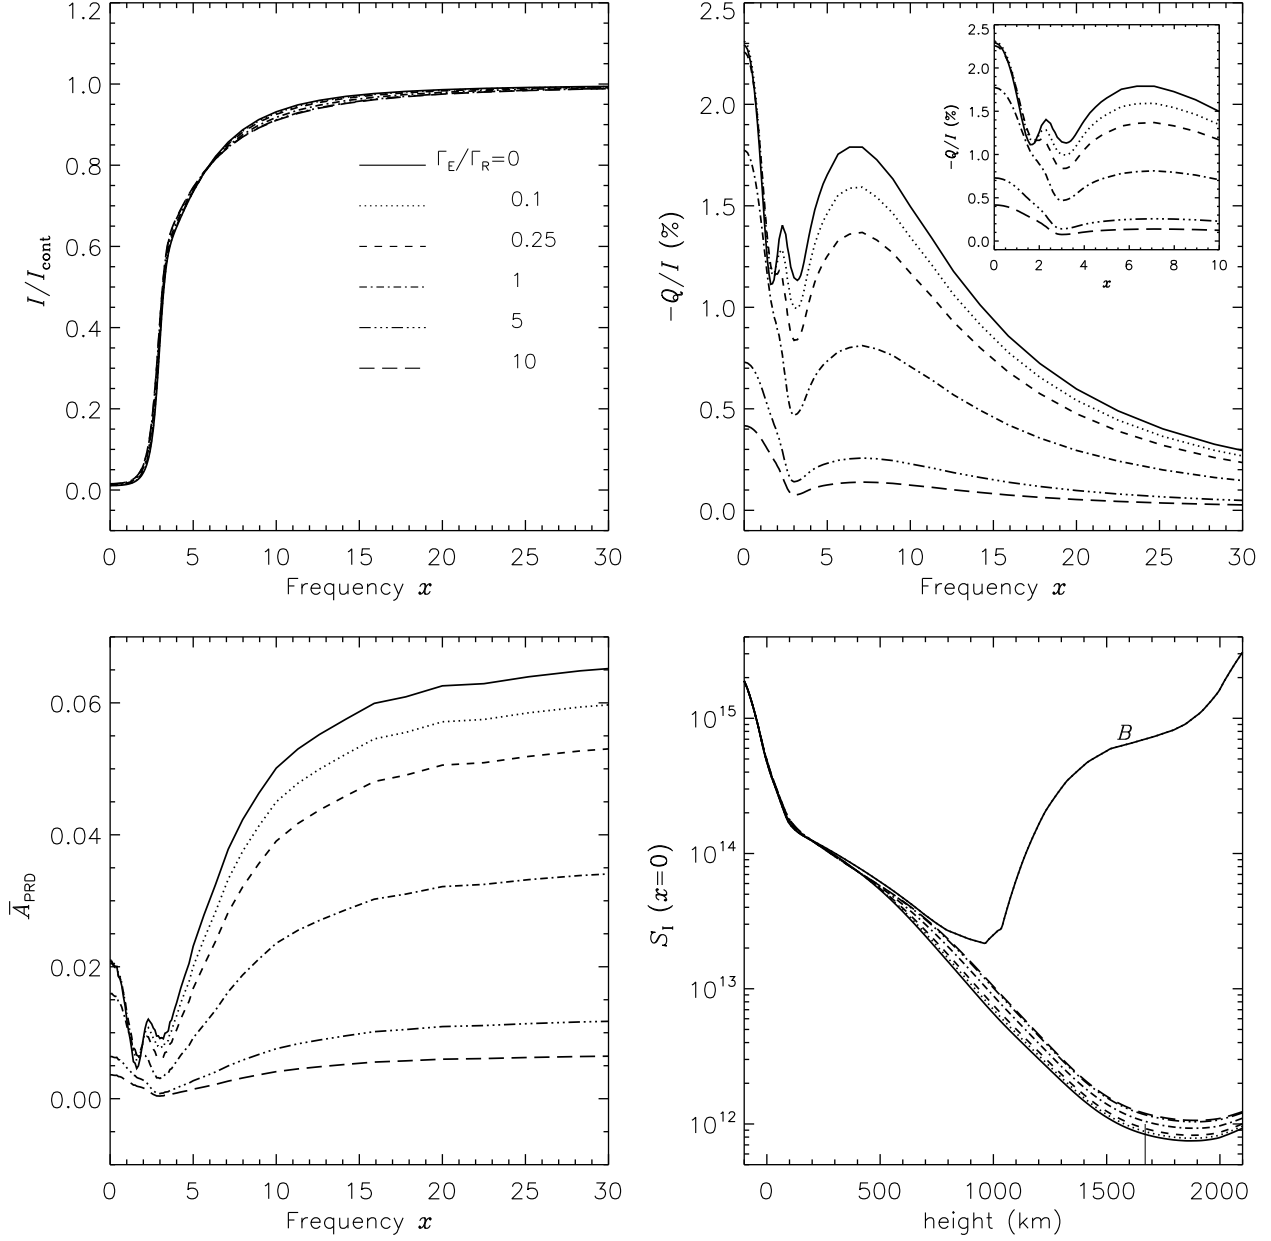 1.2
1.0
0.8
0.6
0.4
0.2
0.0
I/I_cont
Γ_E/Γ_R=0
0.1
0.25
1
5
10
0 5 10 15 20 25 30
Frequency x
2.5
2.0
1.5
1.0
0.5
0.0
−Q/I (%)
0 5 10 15 20 25 30
Frequency x
2.5
2.0
1.5
1.0
0.5
0.0
−Q/I (%)
0 2 4 6 8 10
x
0.06
0.04
0.02
0.00
A̅_PRD
0 5 10 15 20 25 30
Frequency x
10^15
10^14
10^13
10^12
S_I (x=0)
B
0 500 1000 1500 2000
height (km)